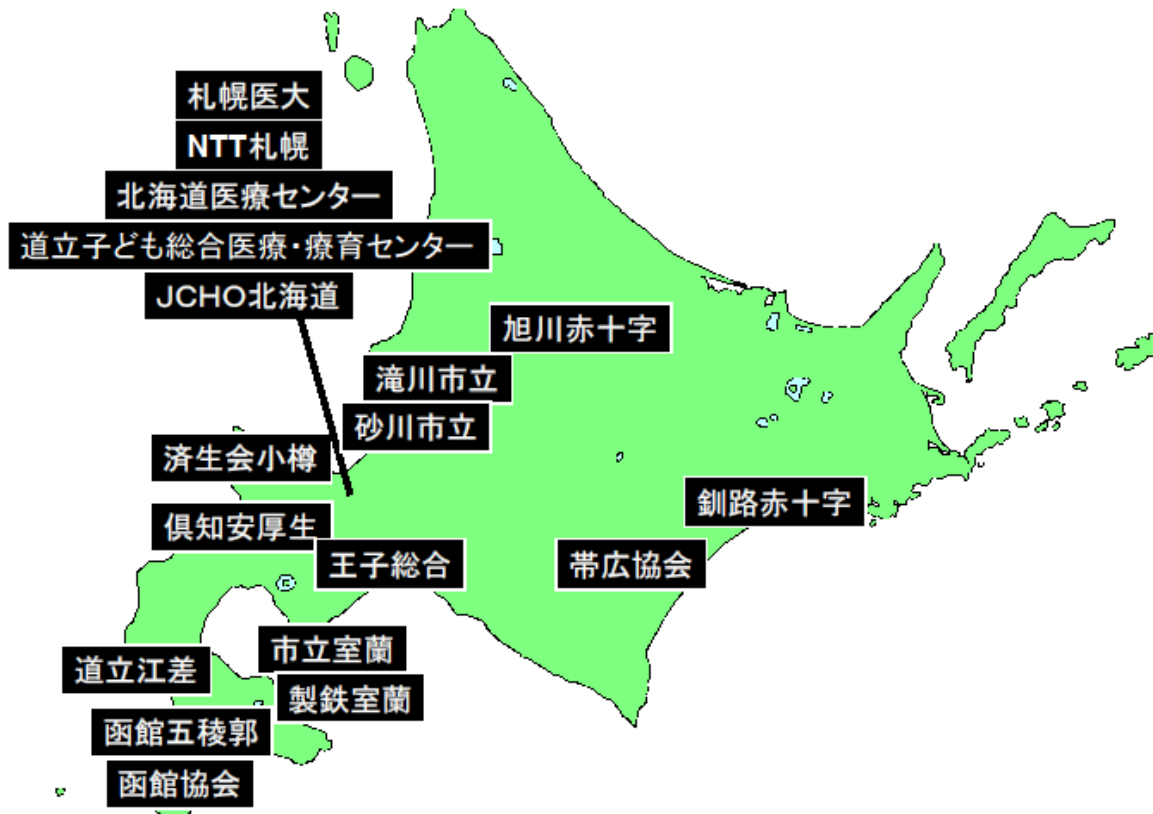 札幌医大
NTT札幌
北海道医療センター
道立子ども総合医療・療育センター
JCHO北海道
旭川赤十字
滝川市立
砂川市立
済生会小樽
釧路赤十字
倶知安厚生
王子総合
帯広協会
市立室蘭
道立江差
製鉄室蘭
函館五稜郭
函館協会